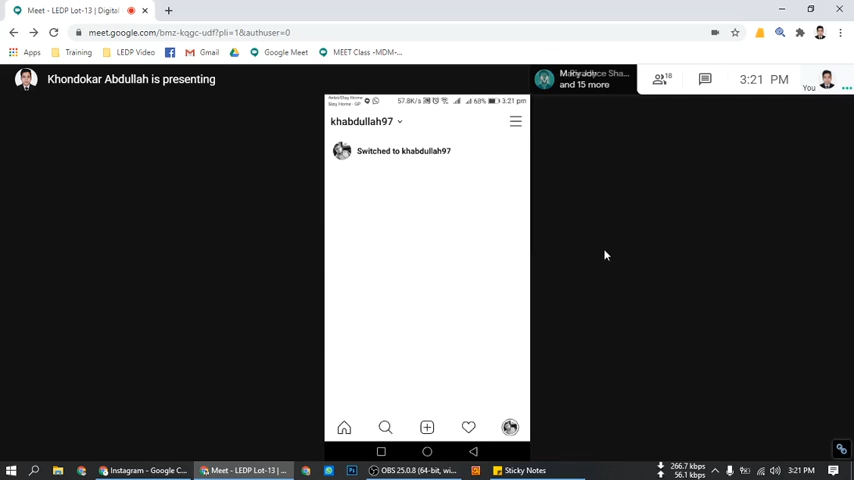 Meet - LEDP Lot-13 | Digital
meet.google.com/bmz-kqgc-udf?pli=1&authuser=0
Apps Training LEDP Video Gmail Google Meet MEET Class -MDM-...
Khondokar Abdullah is presenting
and 15 more
18
3:21 PM
You
Stay Home - GP
57.8K/s 68% 3:21 pm
khabdullah97
Switched to khabdullah97
Instagram - Google C...
Meet - LEDP Lot-13 | ...
OBS 25.0.8 (64-bit, wi...
Sticky Notes
266.7 kbps
56.1 kbps
3:21 PM